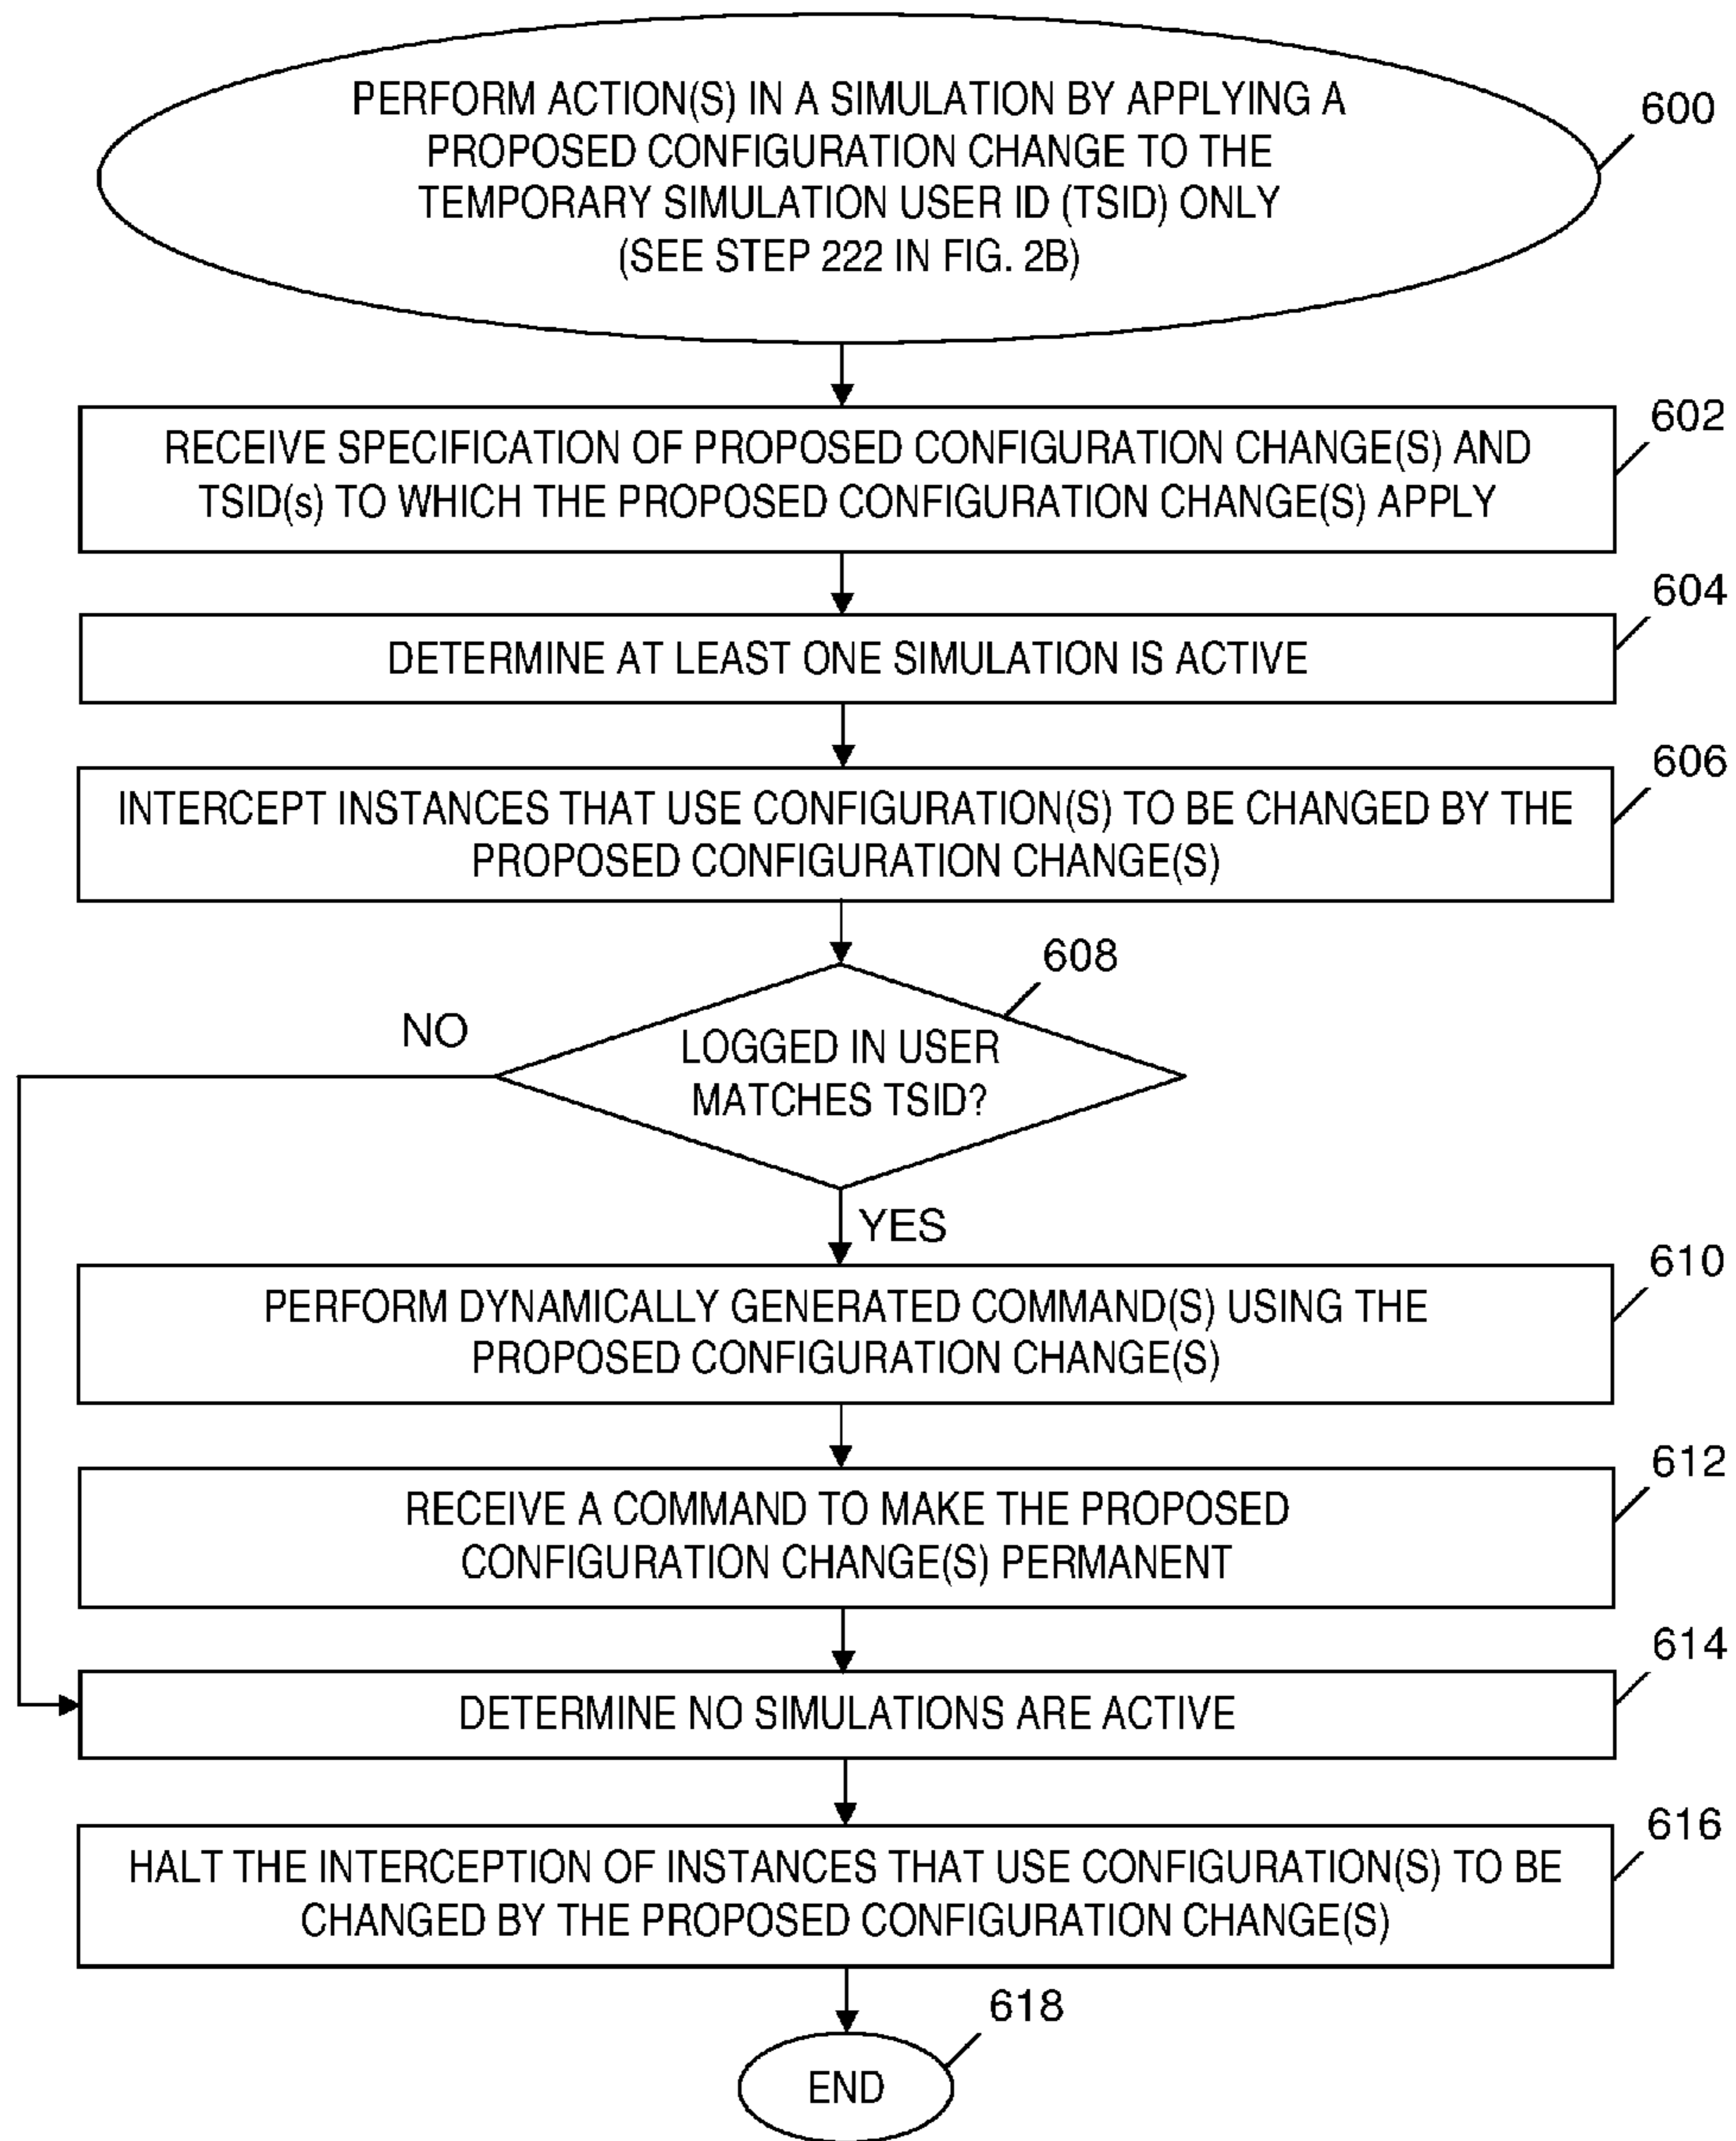 PERFORM ACTION(S) IN A SIMULATION BY APPLYING A
PROPOSED CONFIGURATION CHANGE TO THE
TEMPORARY SIMULATION USER ID (TSID) ONLY
(SEE STEP 222 IN FIG. 2B)
600
RECEIVE SPECIFICATION OF PROPOSED CONFIGURATION CHANGE(S) AND
TSID(s) TO WHICH THE PROPOSED CONFIGURATION CHANGE(S) APPLY
602
DETERMINE AT LEAST ONE SIMULATION IS ACTIVE
604
INTERCEPT INSTANCES THAT USE CONFIGURATION(S) TO BE CHANGED BY THE
PROPOSED CONFIGURATION CHANGE(S)
606
LOGGED IN USER
MATCHES TSID?
608
NO
YES
PERFORM DYNAMICALLY GENERATED COMMAND(S) USING THE
PROPOSED CONFIGURATION CHANGE(S)
610
RECEIVE A COMMAND TO MAKE THE PROPOSED
CONFIGURATION CHANGE(S) PERMANENT
612
DETERMINE NO SIMULATIONS ARE ACTIVE
614
HALT THE INTERCEPTION OF INSTANCES THAT USE CONFIGURATION(S) TO BE
CHANGED BY THE PROPOSED CONFIGURATION CHANGE(S)
616
END
618